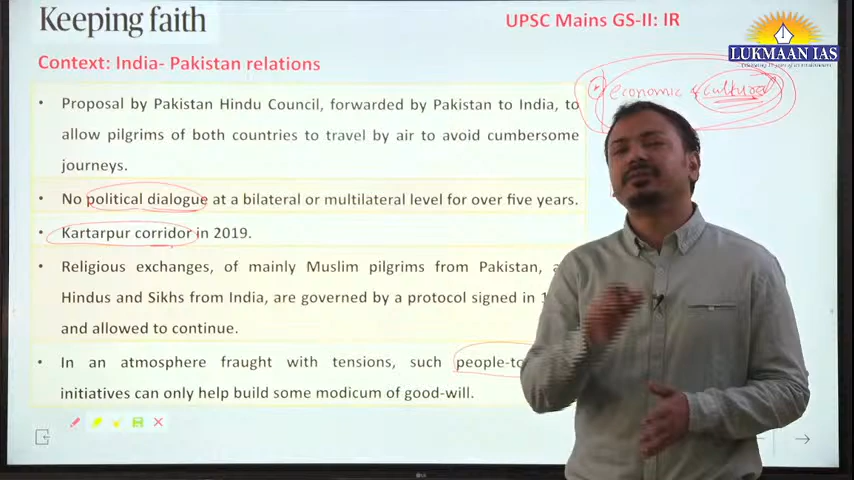 Keeping faith
UPSC Mains GS-II: IR
LUKMAAN IAS
Context: India- Pakistan relations
economic & cultural
• Proposal by Pakistan Hindu Council, forwarded by Pakistan to India, to
allow pilgrims of both countries to travel by air to avoid cumbersome
journeys.
• No political dialogue at a bilateral or multilateral level for over five years.
• Kartarpur corridor in 2019.
• Religious exchanges, of mainly Muslim pilgrims from Pakistan,
Hindus and Sikhs from India, are governed by a protocol signed in
and allowed to continue.
• In an atmosphere fraught with tensions, such people-to
initiatives can only help build some modicum of good-will.